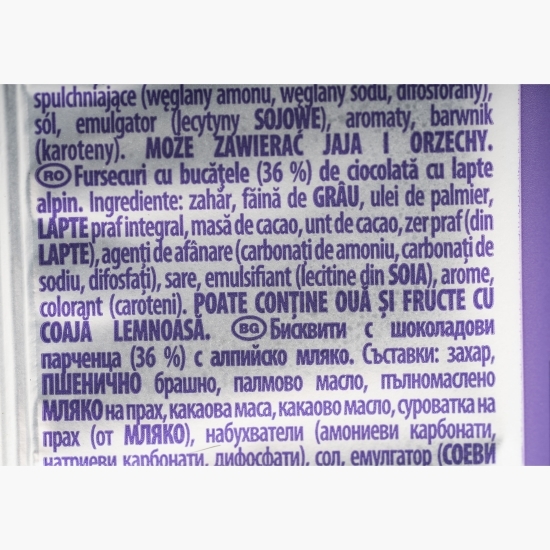 spulchniające (węglany amonu, węglany sodu, difosforany),
sól, emulgator (lecytyny SOJOWE), aromaty, barwnik
(karoteny). MOŻE ZAWIERAĆ JAJA I ORZECHY.
RO Fursecuri cu bucățele (36 %) de ciocolată cu lapte
alpin. Ingrediente: zahăr, făină de GRÂU, ulei de palmier,
LAPTE praf integral, masă de cacao, unt de cacao, zer praf (din
LAPTE), agenți de afânare (carbonați de amoniu, carbonați de
sodiu, difosfați), sare, emulsifiant (lecitine din SOIA), arome,
colorant (caroteni). POATE CONȚINE OUĂ ȘI FRUCTE CU
COAJĂ LEMNOASĂ. BG Бисквити с шоколадови
парченца (36 %) с алпийско мляко. Съставки: захар,
ПШЕНИЧНО брашно, палмово масло, пълномаслено
МЛЯКО на прах, какаова маса, какаово масло, суроватка на
прах (от МЛЯКО), набухватели (амониеви карбонати,
натриеви карбонати, дифосфати), сол, емулгатор (СОЕВИ